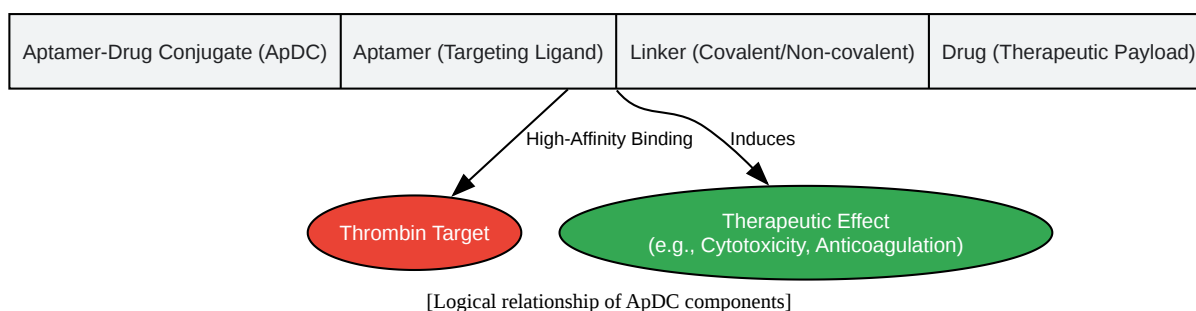 Aptamer-Drug Conjugate (ApDC)
Aptamer (Targeting Ligand)
Linker (Covalent/Non-covalent)
Drug (Therapeutic Payload)
High-Affinity Binding
Induces
Thrombin Target
Therapeutic Effect
(e.g., Cytotoxicity, Anticoagulation)
[Logical relationship of ApDC components]